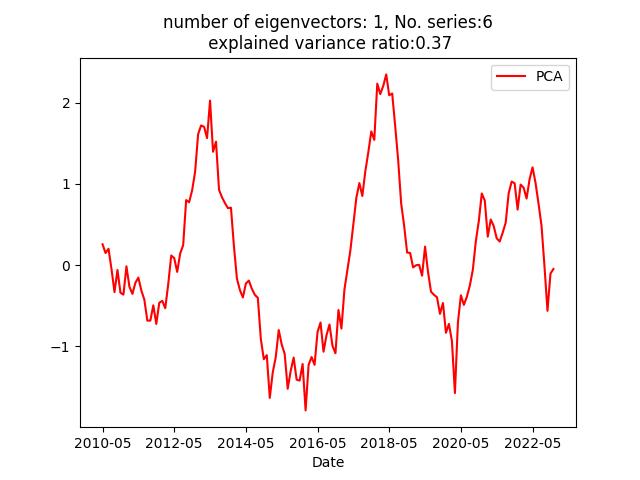 number of eigenvectors: 1, No. series:6
explained variance ratio:0.37
PCA
2
1
0
−1
2010-05 2012-05 2014-05 2016-05 2018-05 2020-05 2022-05
Date